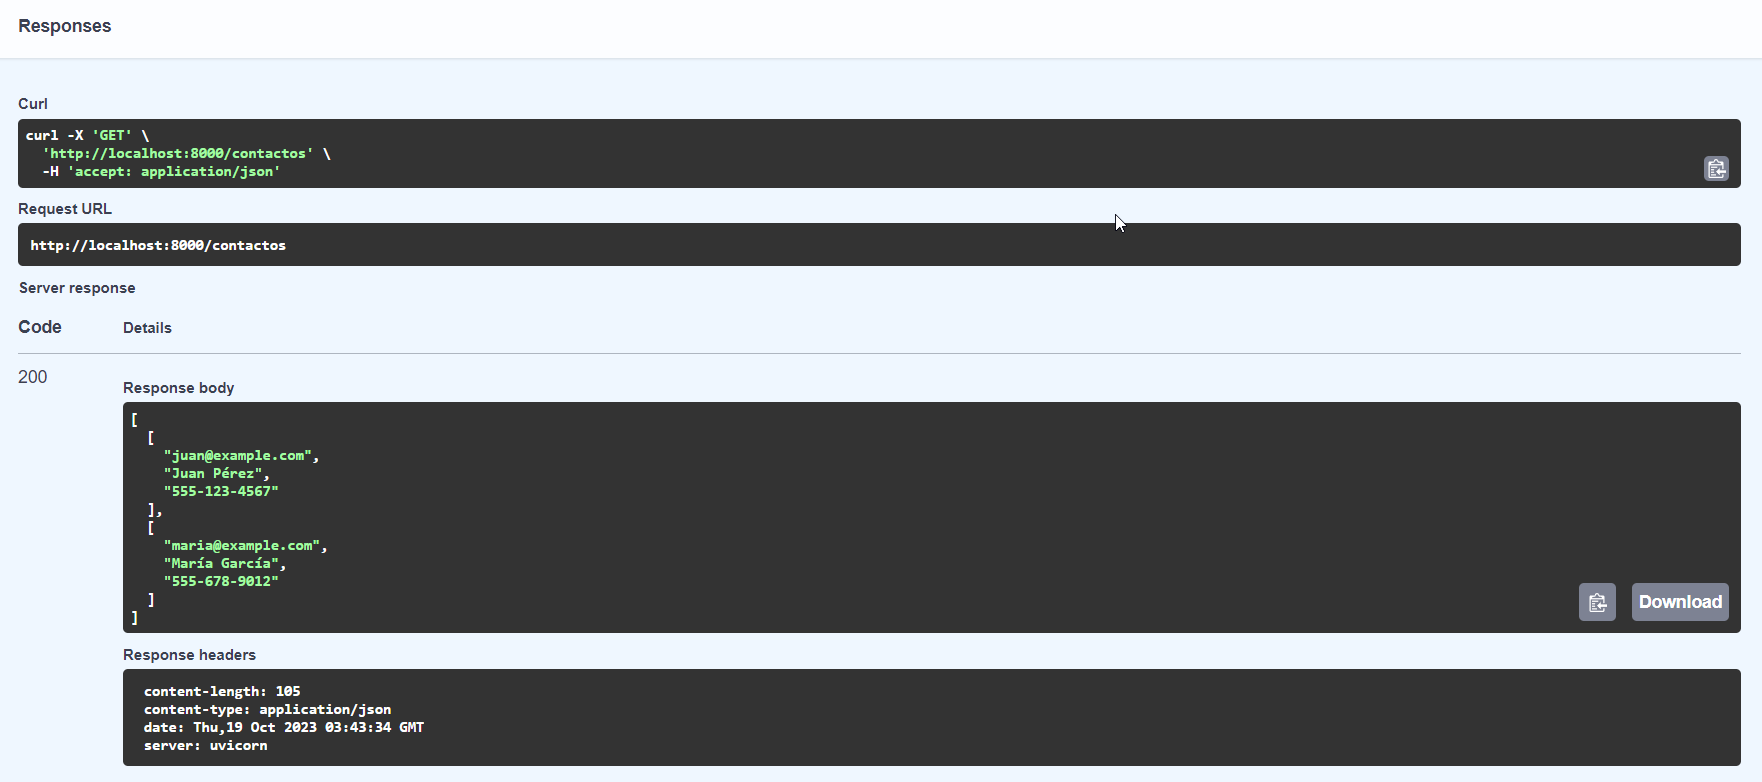 Responses
Curl
curl -X 'GET' \
  'http://localhost:8000/contactos' \
  -H 'accept: application/json'
Request URL
http://localhost:8000/contactos
Server response
Code Details
200
Response body
[
  [
    "juan@example.com",
    "Juan Pérez",
    "555-123-4567"
  ],
  [
    "maria@example.com",
    "María García",
    "555-678-9012"
  ]
]
Download
Response headers
content-length: 105
content-type: application/json
date: Thu,19 Oct 2023 03:43:34 GMT
server: uvicorn